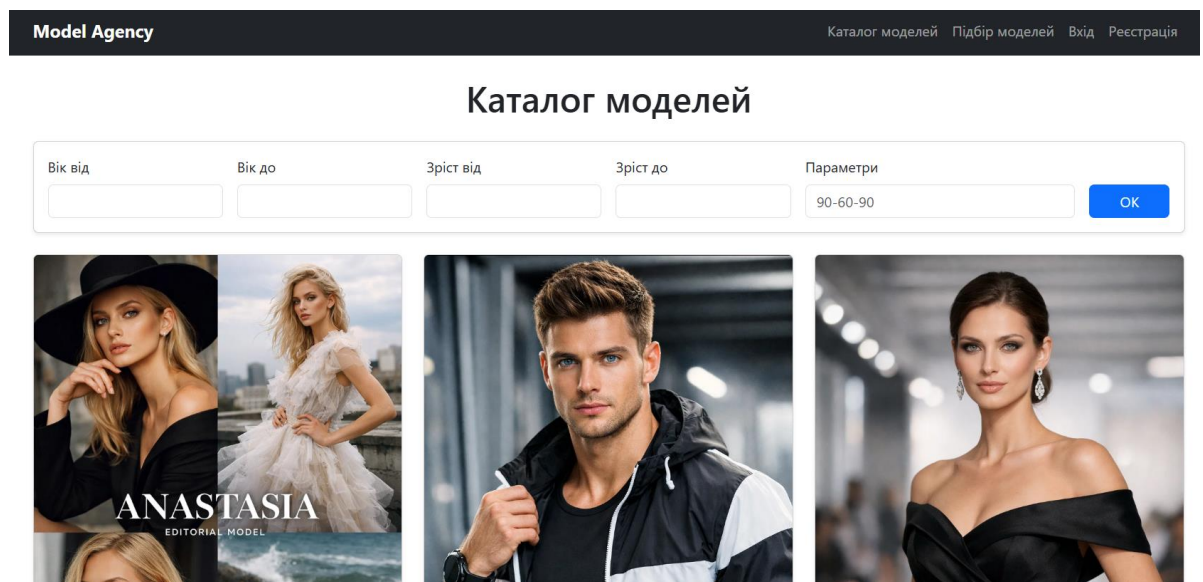 Model Agency
Каталог моделей Підбір моделей Вхід Реєстрація
Каталог моделей
Вік від Вік до Зріст від Зріст до Параметри
90-60-90 OK
ANASTASIA
EDITORIAL MODEL